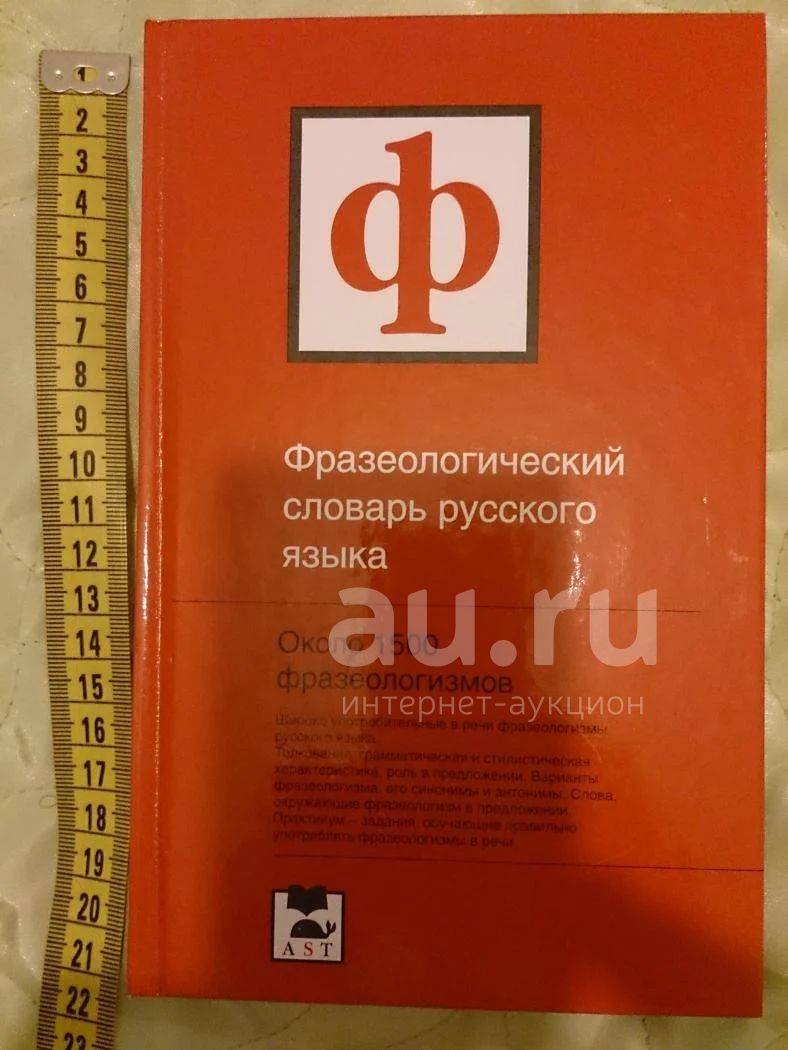 ф
Фразеологический
словарь русского
языка
Около 1500
фразеологизмов
Широко употребительные в речи фразеологизмы
русского языка.
Толкование, грамматическая и стилистическая
характеристика, роль в предложении. Варианты
фразеологизма, его синонимы и антонимы. Слова,
окружающие фразеологизм в предложении.
Практикум – задания, обучающие правильно
употреблять фразеологизмы в речи
AST
au.ru
интернет-аукцион
1
2
3
4
5
6
7
8
9
10
11
12
13
14
15
16
17
18
19
20
21
22
23